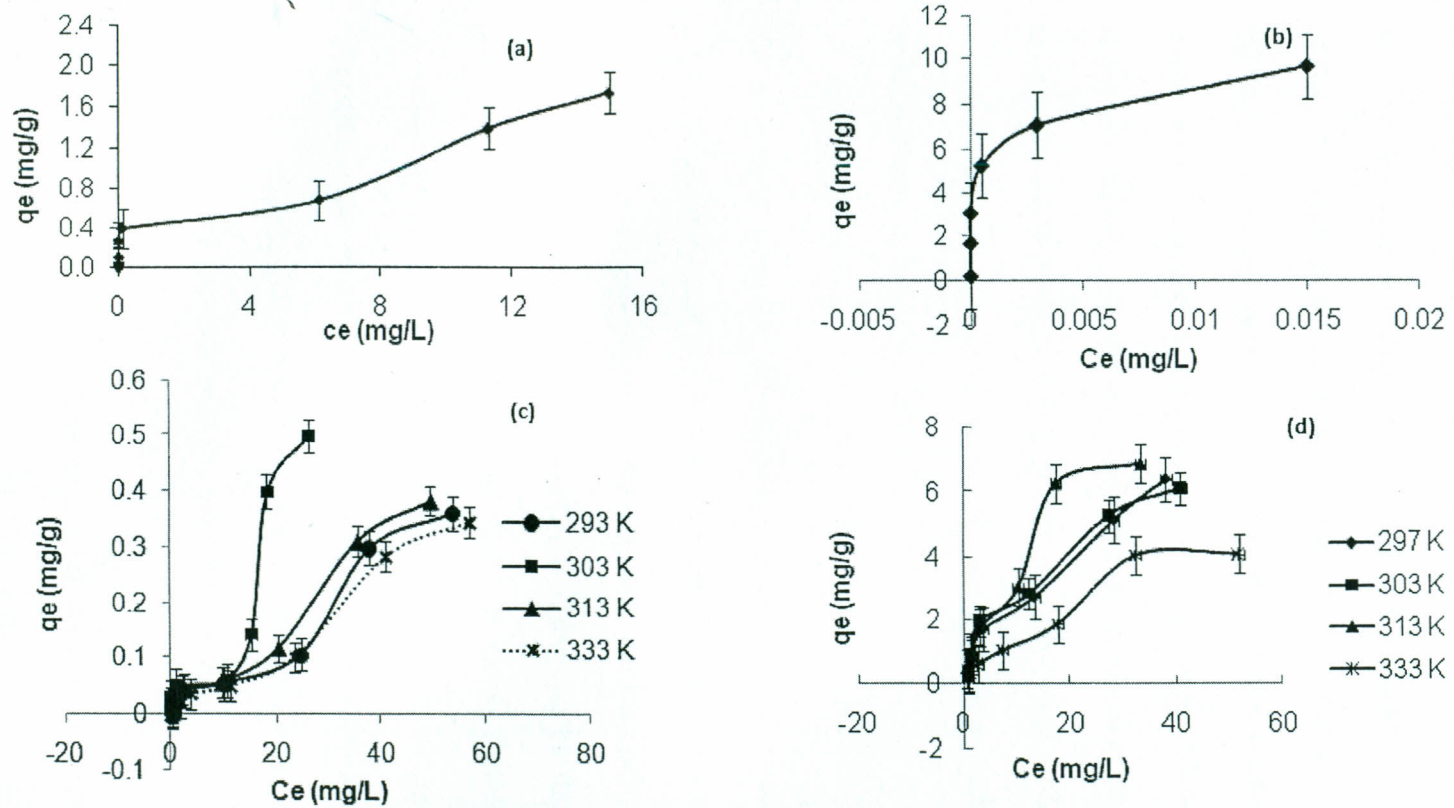 (a)
qe (mg/g)
2.4
2.0
1.6
1.2
0.8
0.4
0.0
0 4 8 12 16
ce (mg/L)
(b)
qe (mg/g)
12
10
8
6
4
2
0
-2
-0.005 0 0.005 0.01 0.015 0.02
Ce (mg/L)
(c)
qe (mg/g)
0.6
0.5
0.4
0.3
0.2
0.1
0
-0.1
-20 0 20 40 60 80
Ce (mg/L)
293 K
303 K
313 K
333 K
(d)
qe (mg/g)
8
6
4
2
0
-2
-20 0 20 40 60
Ce (mg/L)
297 K
303 K
313 K
333 K